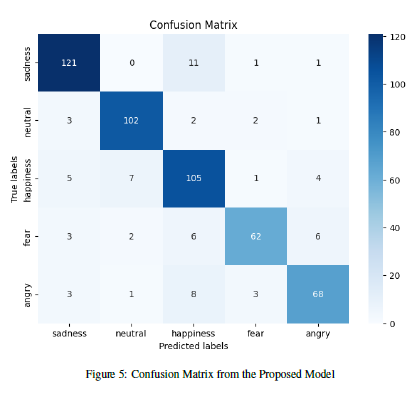 Confusion Matrix
sadness 121 0 11 1 1
neutral 3 102 2 2 1
happiness 5 7 105 1 4
fear 3 2 6 62 6
angry 3 1 8 3 68
True labels
sadness neutral happiness fear angry
Predicted labels
120
100
80
60
40
20
0
Figure 5: Confusion Matrix from the Proposed Model